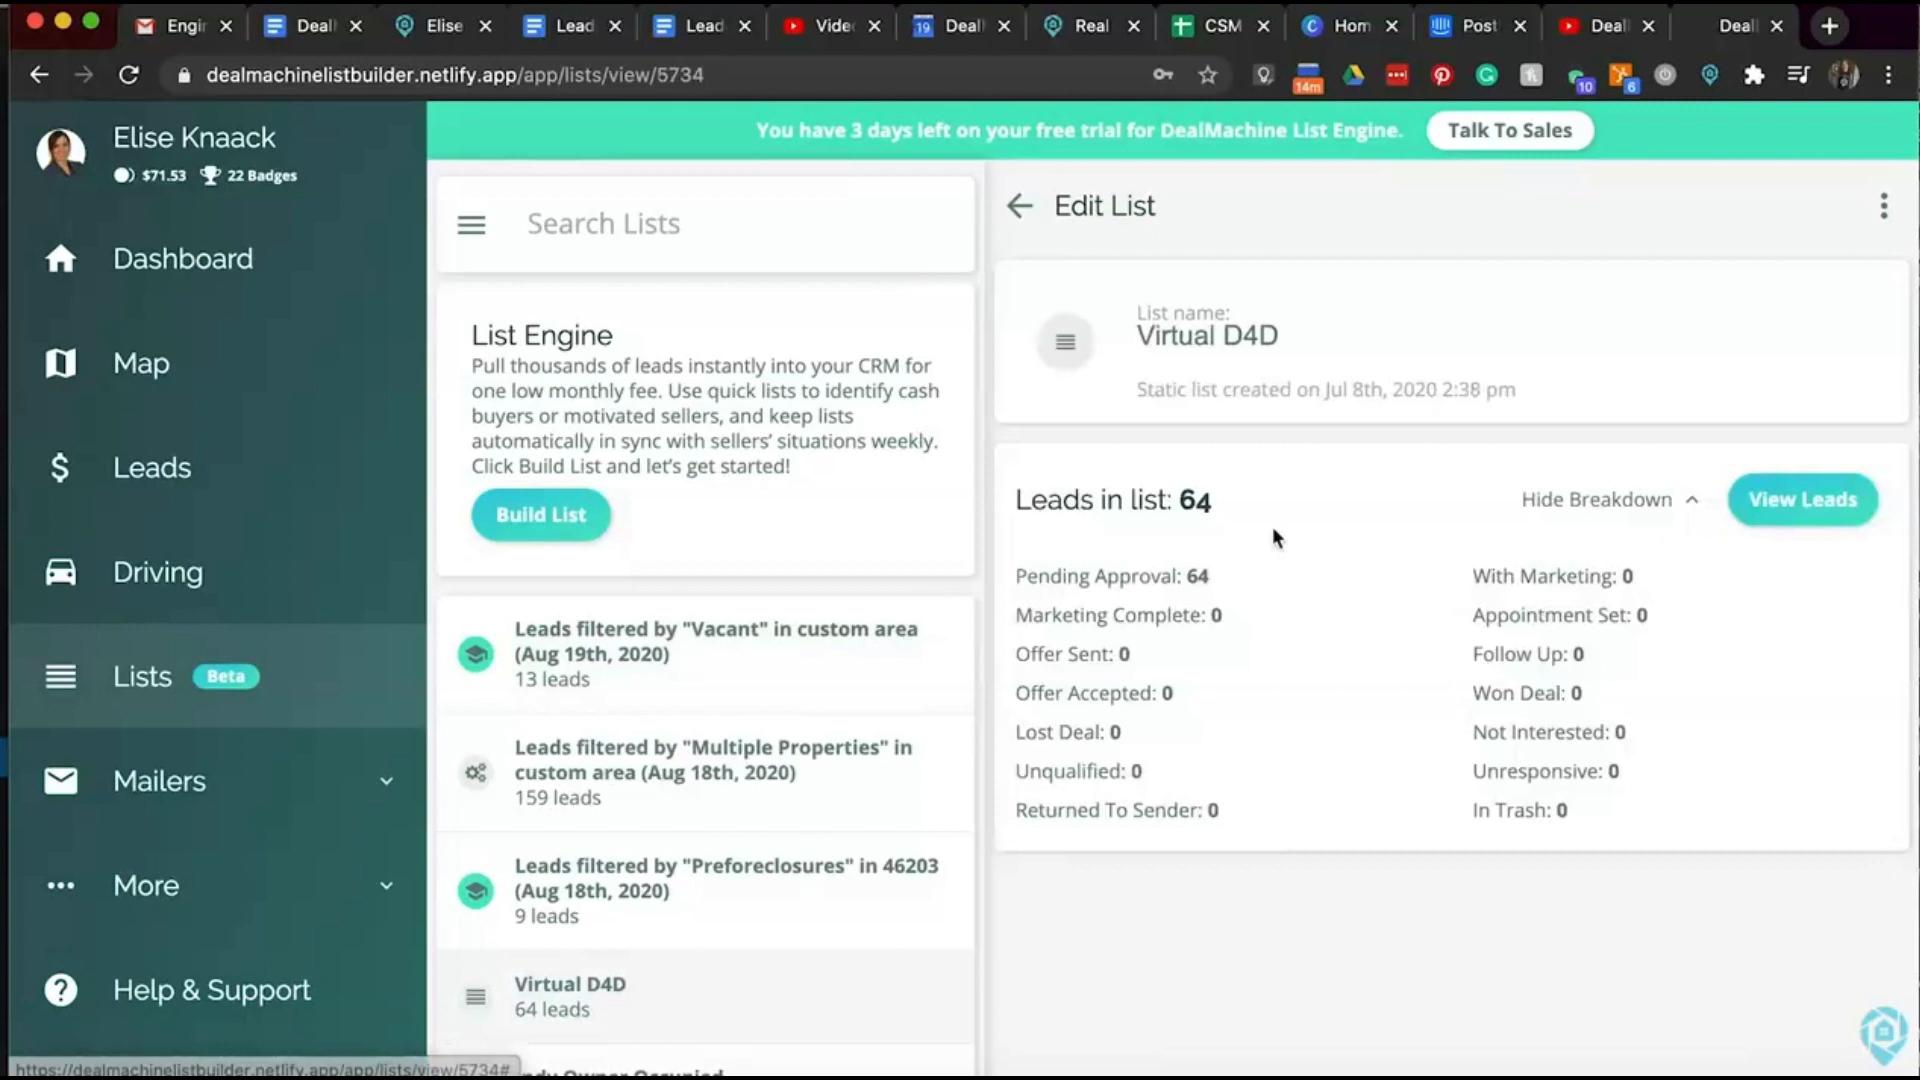 Engir
Deal
Elise
Lead
Lead
Vide
19
Deal
Real
CSM
C
Hom
Post
Deal
Deal
dealmachinelistbuilder.netlify.app/app/lists/view/5734
14m
10
6
Elise Knaack
$71.53 22 Badges
Dashboard
Map
Leads
Driving
Lists Beta
Mailers
More
Help & Support
https://dealmachinelistbuilder.netlify.app/app/lists/view/5734#
You have 3 days left on your free trial for DealMachine List Engine. Talk To Sales
Search Lists
List Engine
Pull thousands of leads instantly into your CRM for
one low monthly fee. Use quick lists to identify cash
buyers or motivated sellers, and keep lists
automatically in sync with sellers' situations weekly.
Click Build List and let's get started!
Build List
Leads filtered by "Vacant" in custom area
(Aug 19th, 2020)
13 leads
Leads filtered by "Multiple Properties" in
custom area (Aug 18th, 2020)
159 leads
Leads filtered by "Preforeclosures" in 46203
(Aug 18th, 2020)
9 leads
Virtual D4D
64 leads
Owner Occupied
Edit List
List name:
Virtual D4D
Static list created on Jul 8th, 2020 2:38 pm
Leads in list: 64
Hide Breakdown
View Leads
Pending Approval: 64
With Marketing: 0
Marketing Complete: 0
Appointment Set: 0
Offer Sent: 0
Follow Up: 0
Offer Accepted: 0
Won Deal: 0
Lost Deal: 0
Not Interested: 0
Unqualified: 0
Unresponsive: 0
Returned To Sender: 0
In Trash: 0